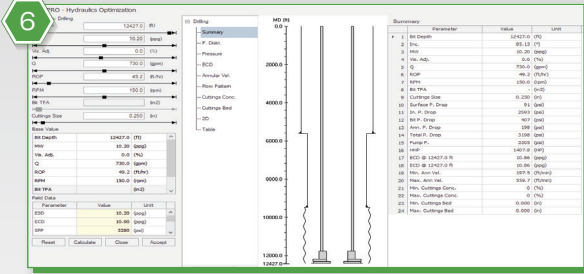 6
PRO - Hydraulics Optimization
Drilling
12427.0 (ft)
10.20 (ppg)
Vis. Adj. 0.0 (%)
Q 730.0 (gpm)
ROP 49.2 (ft/hr)
RPM 150.0 (rpm)
Bit TFA (in2)
Cuttings Size 0.250 (in)
Base Value
Bit Depth 12427.0 (ft)
MW 10.20 (ppg)
Vis. Adj. 0.0 (%)
Q 730.0 (gpm)
ROP 49.2 (ft/hr)
RPM 150.0 (rpm)
Bit TFA (in2)
Field Data
Parameter Value Unit
ESD 10.20 (ppg)
ECD 10.90 (ppg)
SPP 3280 (psi)
Reset Calculate Close Accept
Drilling
Summary
P. Drain
Pressure
ECD
Annular Vel.
Flow Pattern
Cuttings Conc.
Cuttings Bed
2D
Table
MD (ft)
0.0
2000.0
4000.0
6000.0
8000.0
10000.0
12000.0
12427.0
Summary
Parameter Value Unit
1 Bit Depth 12427.0 (ft)
2 Inc. 85.13 (°)
3 MW 10.20 (ppg)
4 Vis. Adj. 0.0 (%)
5 Q 730.0 (gpm)
6 ROP 49.2 (ft/hr)
7 RPM 150.0 (rpm)
8 Bit TFA - (in2)
9 Cuttings Size 0.250 (in)
10 Surface P. Drop 91 (psi)
11 In. P. Drop 2593 (psi)
12 Bit P. Drop 407 (psi)
13 Ann. P. Drop 198 (psi)
14 Total P. Drop 3198 (psi)
15 Pump P. 3305 (psi)
16 HHP 1407.8 (HP)
17 ECD @ 12427.0 ft 10.86 (ppg)
18 ECD @ 12427.0 ft 10.86 (ppg)
19 Min. Ann Vel. 197.5 (ft/min)
20 Max. Ann Vel. 339.7 (ft/min)
21 Min. Cuttings Conc. 0 (%)
22 Max. Cuttings Conc. 0 (%)
23 Min. Cuttings Bed 0.000 (in)
24 Max. Cuttings Bed 0.000 (in)